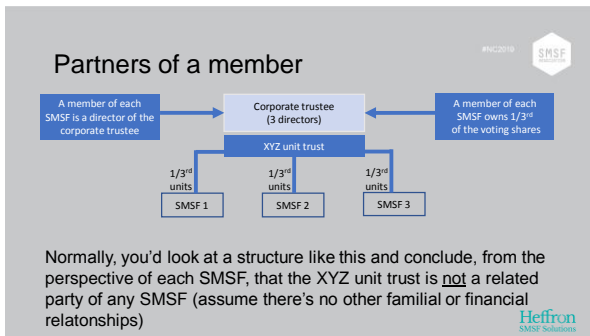 #NC2019
SMSF
ASSOCIATION
Partners of a member
A member of each
SMSF is a director of the
corporate trustee
Corporate trustee
(3 directors)
A member of each
SMSF owns 1/3rd
of the voting shares
XYZ unit trust
1/3rd
units
1/3rd
units
1/3rd
units
SMSF 1
SMSF 2
SMSF 3
Normally, you'd look at a structure like this and conclude, from the
perspective of each SMSF, that the XYZ unit trust is not a related
party of any SMSF (assume there's no other familial or financial
relatonships)
Heffron
SMSF Solutions